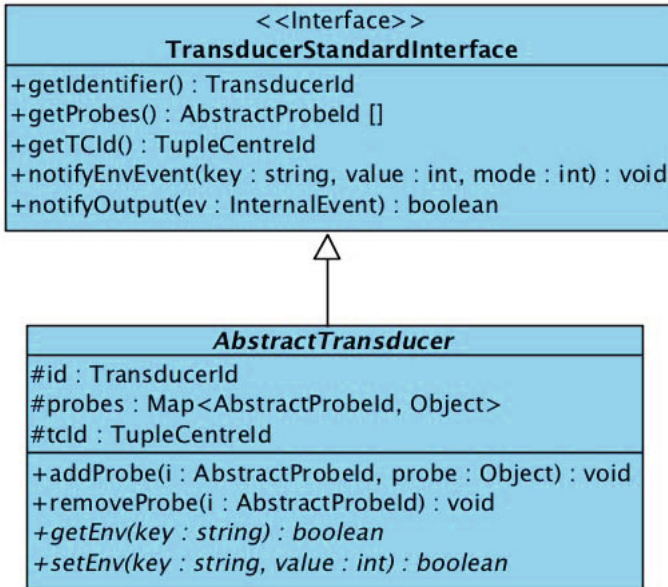 <<Interface>>
TransducerStandardInterface
+getIdentifier() : TransducerId
+getProbes() : AbstractProbeId []
+getTCId() : TupleCentreId
+notifyEnvEvent(key : string, value : int, mode : int) : void
+notifyOutput(ev : InternalEvent) : boolean
AbstractTransducer
#id : TransducerId
#probes : Map<AbstractProbeId, Object>
#tcId : TupleCentreId
+addProbe(i : AbstractProbeId, probe : Object) : void
+removeProbe(i : AbstractProbeId) : void
+getEnv(key : string) : boolean
+setEnv(key : string, value : int) : boolean